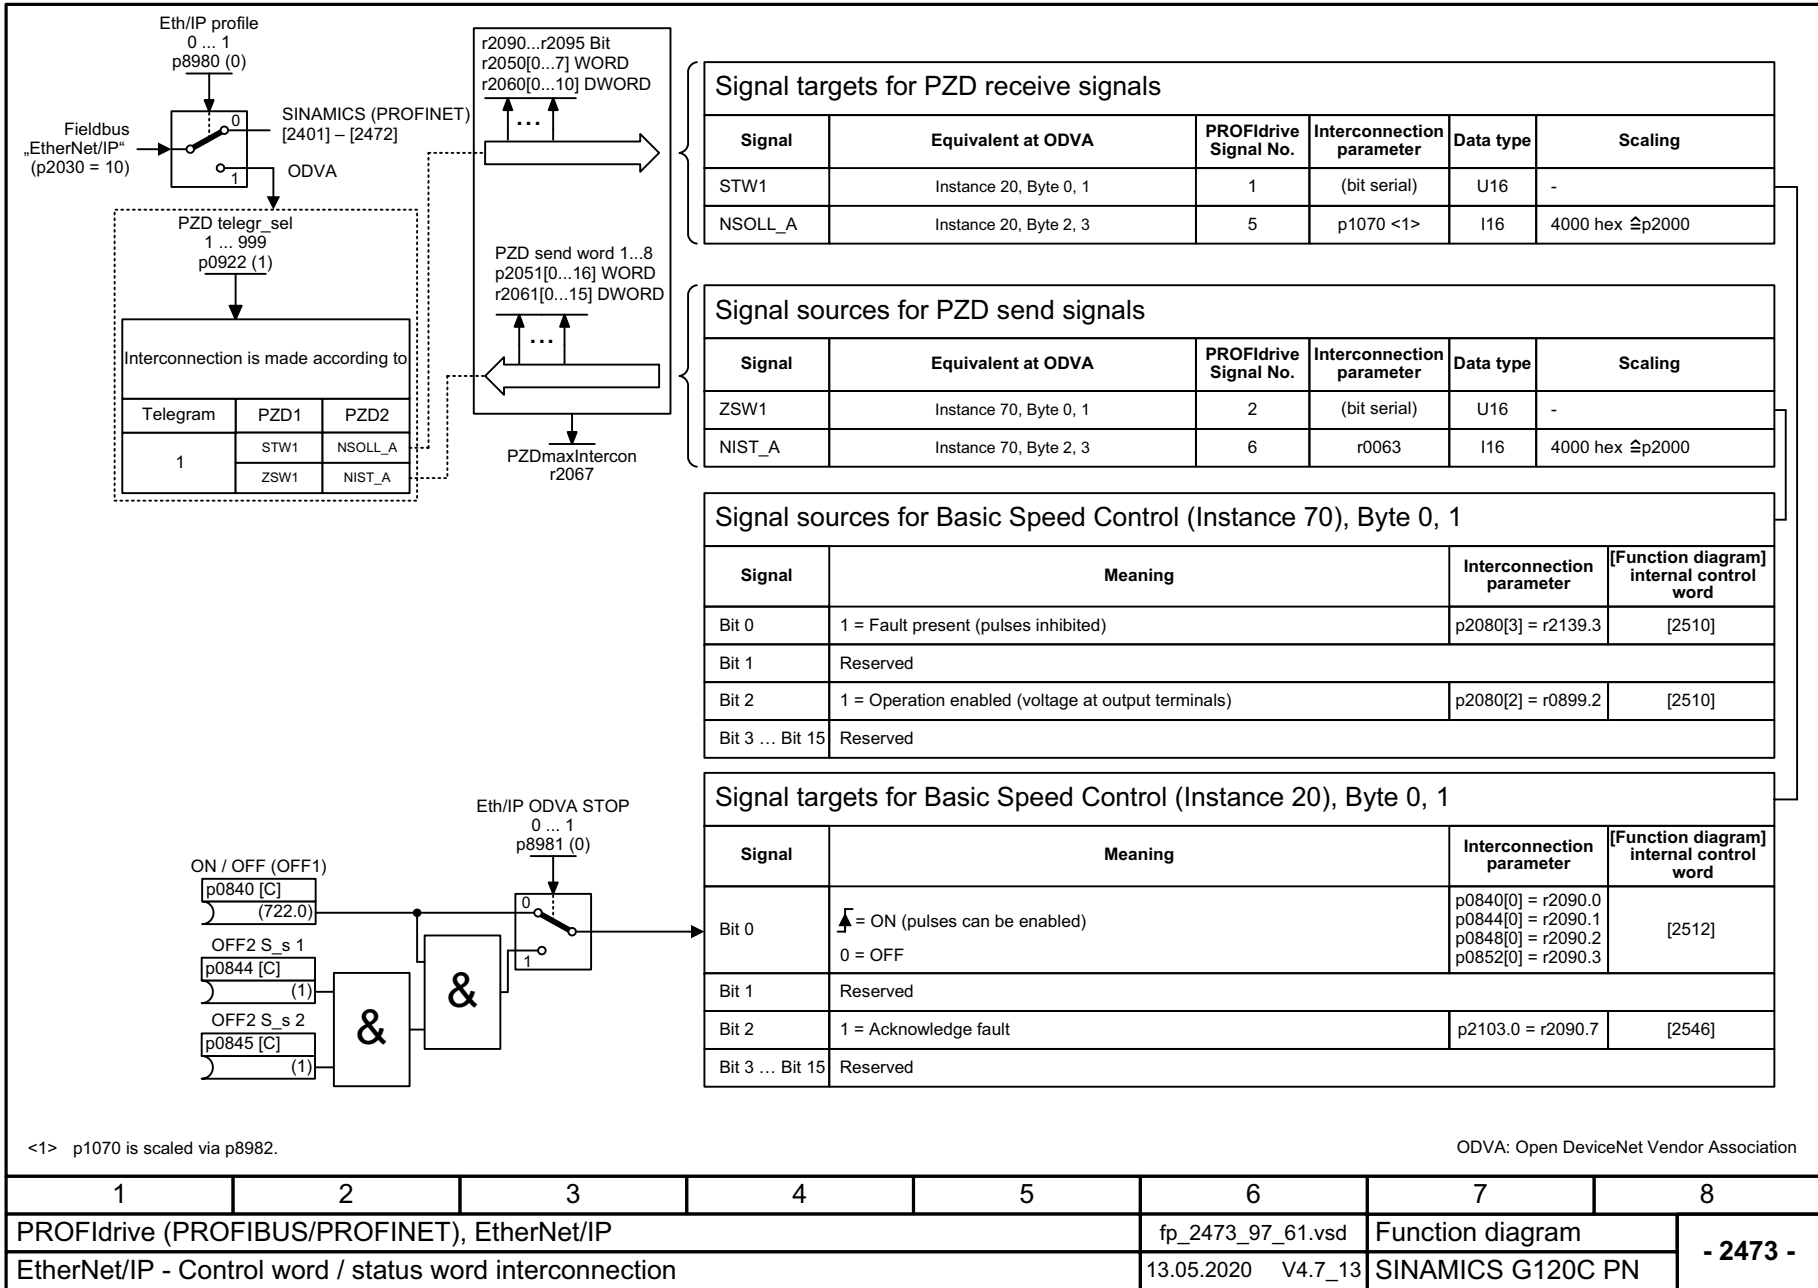 Eth/IP profile
0 ... 1
p8980 (0)
Fieldbus
„EtherNet/IP“
(p2030 = 10)
0
1
SINAMICS (PROFINET)
[2401] – [2472]
ODVA
PZD telegr_sel
1 ... 999
p0922 (1)
Interconnection is made according to
Telegram PZD1 PZD2
1 STW1 NSOLL_A
ZSW1 NIST_A
r2090...r2095 Bit
r2050[0...7] WORD
r2060[0...10] DWORD
...
PZD send word 1...8
p2051[0...16] WORD
r2061[0...15] DWORD
...
PZDmaxIntercon
r2067
Signal targets for PZD receive signals
Signal Equivalent at ODVA PROFIdrive Signal No. Interconnection parameter Data type Scaling
STW1 Instance 20, Byte 0, 1 1 (bit serial) U16 -
NSOLL_A Instance 20, Byte 2, 3 5 p1070 <1> I16 4000 hex ≙p2000
Signal sources for PZD send signals
Signal Equivalent at ODVA PROFIdrive Signal No. Interconnection parameter Data type Scaling
ZSW1 Instance 70, Byte 0, 1 2 (bit serial) U16 -
NIST_A Instance 70, Byte 2, 3 6 r0063 I16 4000 hex ≙p2000
Signal sources for Basic Speed Control (Instance 70), Byte 0, 1
Signal Meaning Interconnection parameter [Function diagram] internal control word
Bit 0 1 = Fault present (pulses inhibited) p2080[3] = r2139.3 [2510]
Bit 1 Reserved
Bit 2 1 = Operation enabled (voltage at output terminals) p2080[2] = r0899.2 [2510]
Bit 3 … Bit 15 Reserved
Signal targets for Basic Speed Control (Instance 20), Byte 0, 1
Signal Meaning Interconnection parameter [Function diagram] internal control word
Bit 0 = ON (pulses can be enabled)
0 = OFF
p0840[0] = r2090.0
p0844[0] = r2090.1
p0848[0] = r2090.2
p0852[0] = r2090.3
[2512]
Bit 1 Reserved
Bit 2 1 = Acknowledge fault p2103.0 = r2090.7 [2546]
Bit 3 … Bit 15 Reserved
Eth/IP ODVA STOP
0 ... 1
p8981 (0)
0
1
ON / OFF (OFF1)
p0840 [C]
(722.0)
OFF2 S_s 1
p0844 [C]
(1)
OFF2 S_s 2
p0845 [C]
(1)
&
&
<1> p1070 is scaled via p8982.
ODVA: Open DeviceNet Vendor Association
1 2 3 4 5 6 7 8
PROFIdrive (PROFIBUS/PROFINET), EtherNet/IP fp_2473_97_61.vsd Function diagram
- 2473 -
EtherNet/IP - Control word / status word interconnection 13.05.2020 V4.7_13 SINAMICS G120C PN